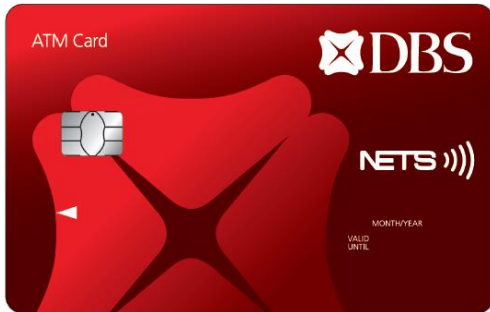 ATM Card
DBS
NETS
MONTH/YEAR
VALID
UNTIL